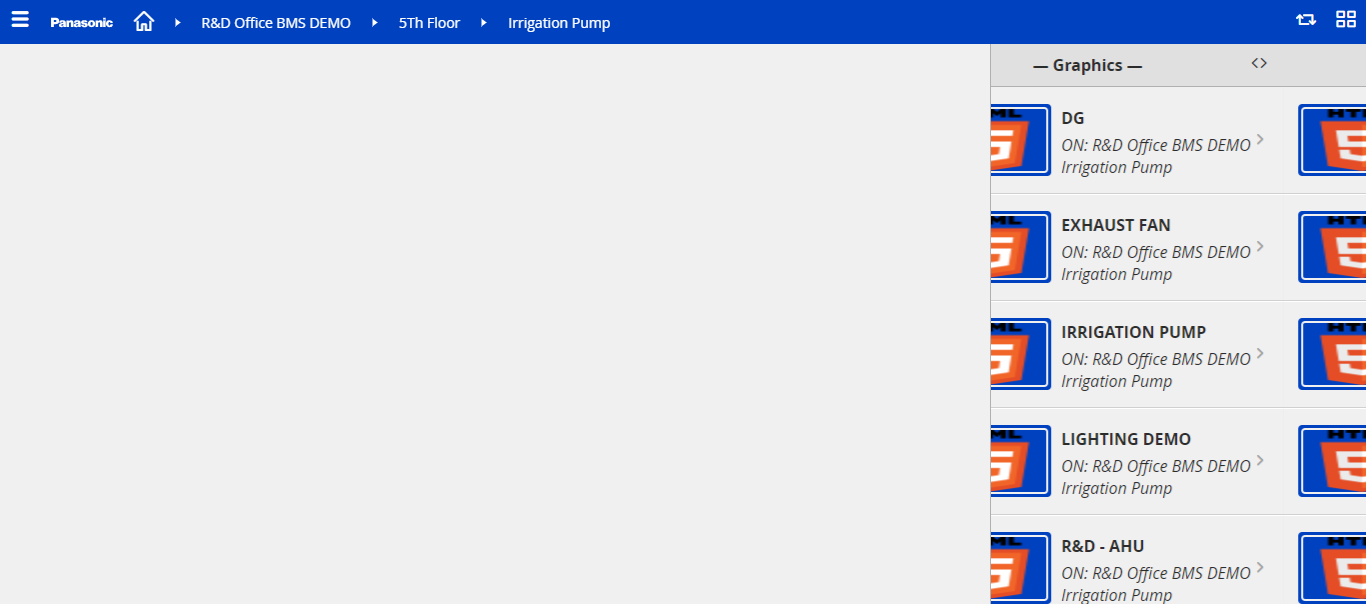 Panasonic R&D Office BMS DEMO 5Th Floor Irrigation Pump
— Graphics —
DG
ON: R&D Office BMS DEMO
Irrigation Pump
EXHAUST FAN
ON: R&D Office BMS DEMO
Irrigation Pump
IRRIGATION PUMP
ON: R&D Office BMS DEMO
Irrigation Pump
LIGHTING DEMO
ON: R&D Office BMS DEMO
Irrigation Pump
R&D - AHU
ON: R&D Office BMS DEMO
Irrigation Pump